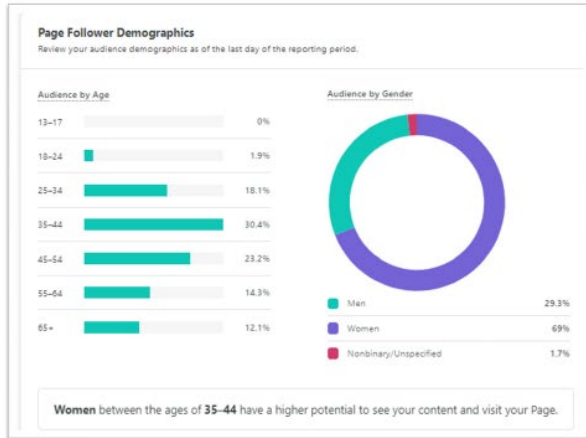 Page Follower Demographics
Review your audience demographics as of the last day of the reporting period.
Audience by Age
13–17 0%
18–24 1.9%
25–34 18.1%
35–44 30.4%
45–54 23.2%
55–64 14.3%
65+ 12.1%
Audience by Gender
Men 29.3%
Women 69%
Nonbinary/Unspecified 1.7%
Women between the ages of 35–44 have a higher potential to see your content and visit your Page.